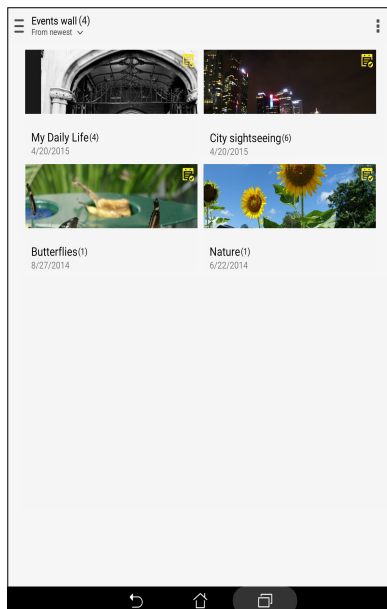 Events wall (4)
From newest
My Daily Life(4)
4/20/2015
City sightseeing(6)
4/20/2015
Butterflies(1)
8/27/2014
Nature(1)
6/22/2014